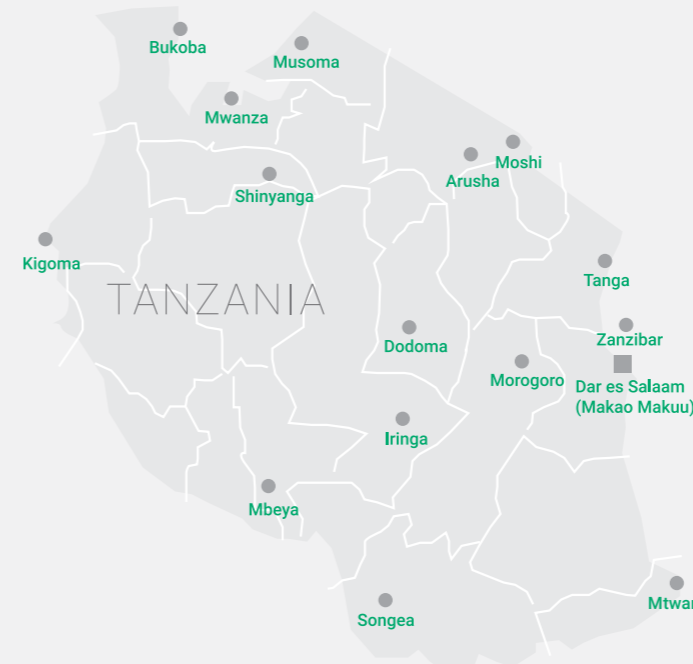 Bukoba
Musoma
Mwanza
Moshi
Arusha
Shinyanga
Kigoma
Tanga
TANZANIA
Zanzibar
Dodoma
Morogoro
Dar es Salaam
(Makao Makuu)
Iringa
Mbeya
Songea